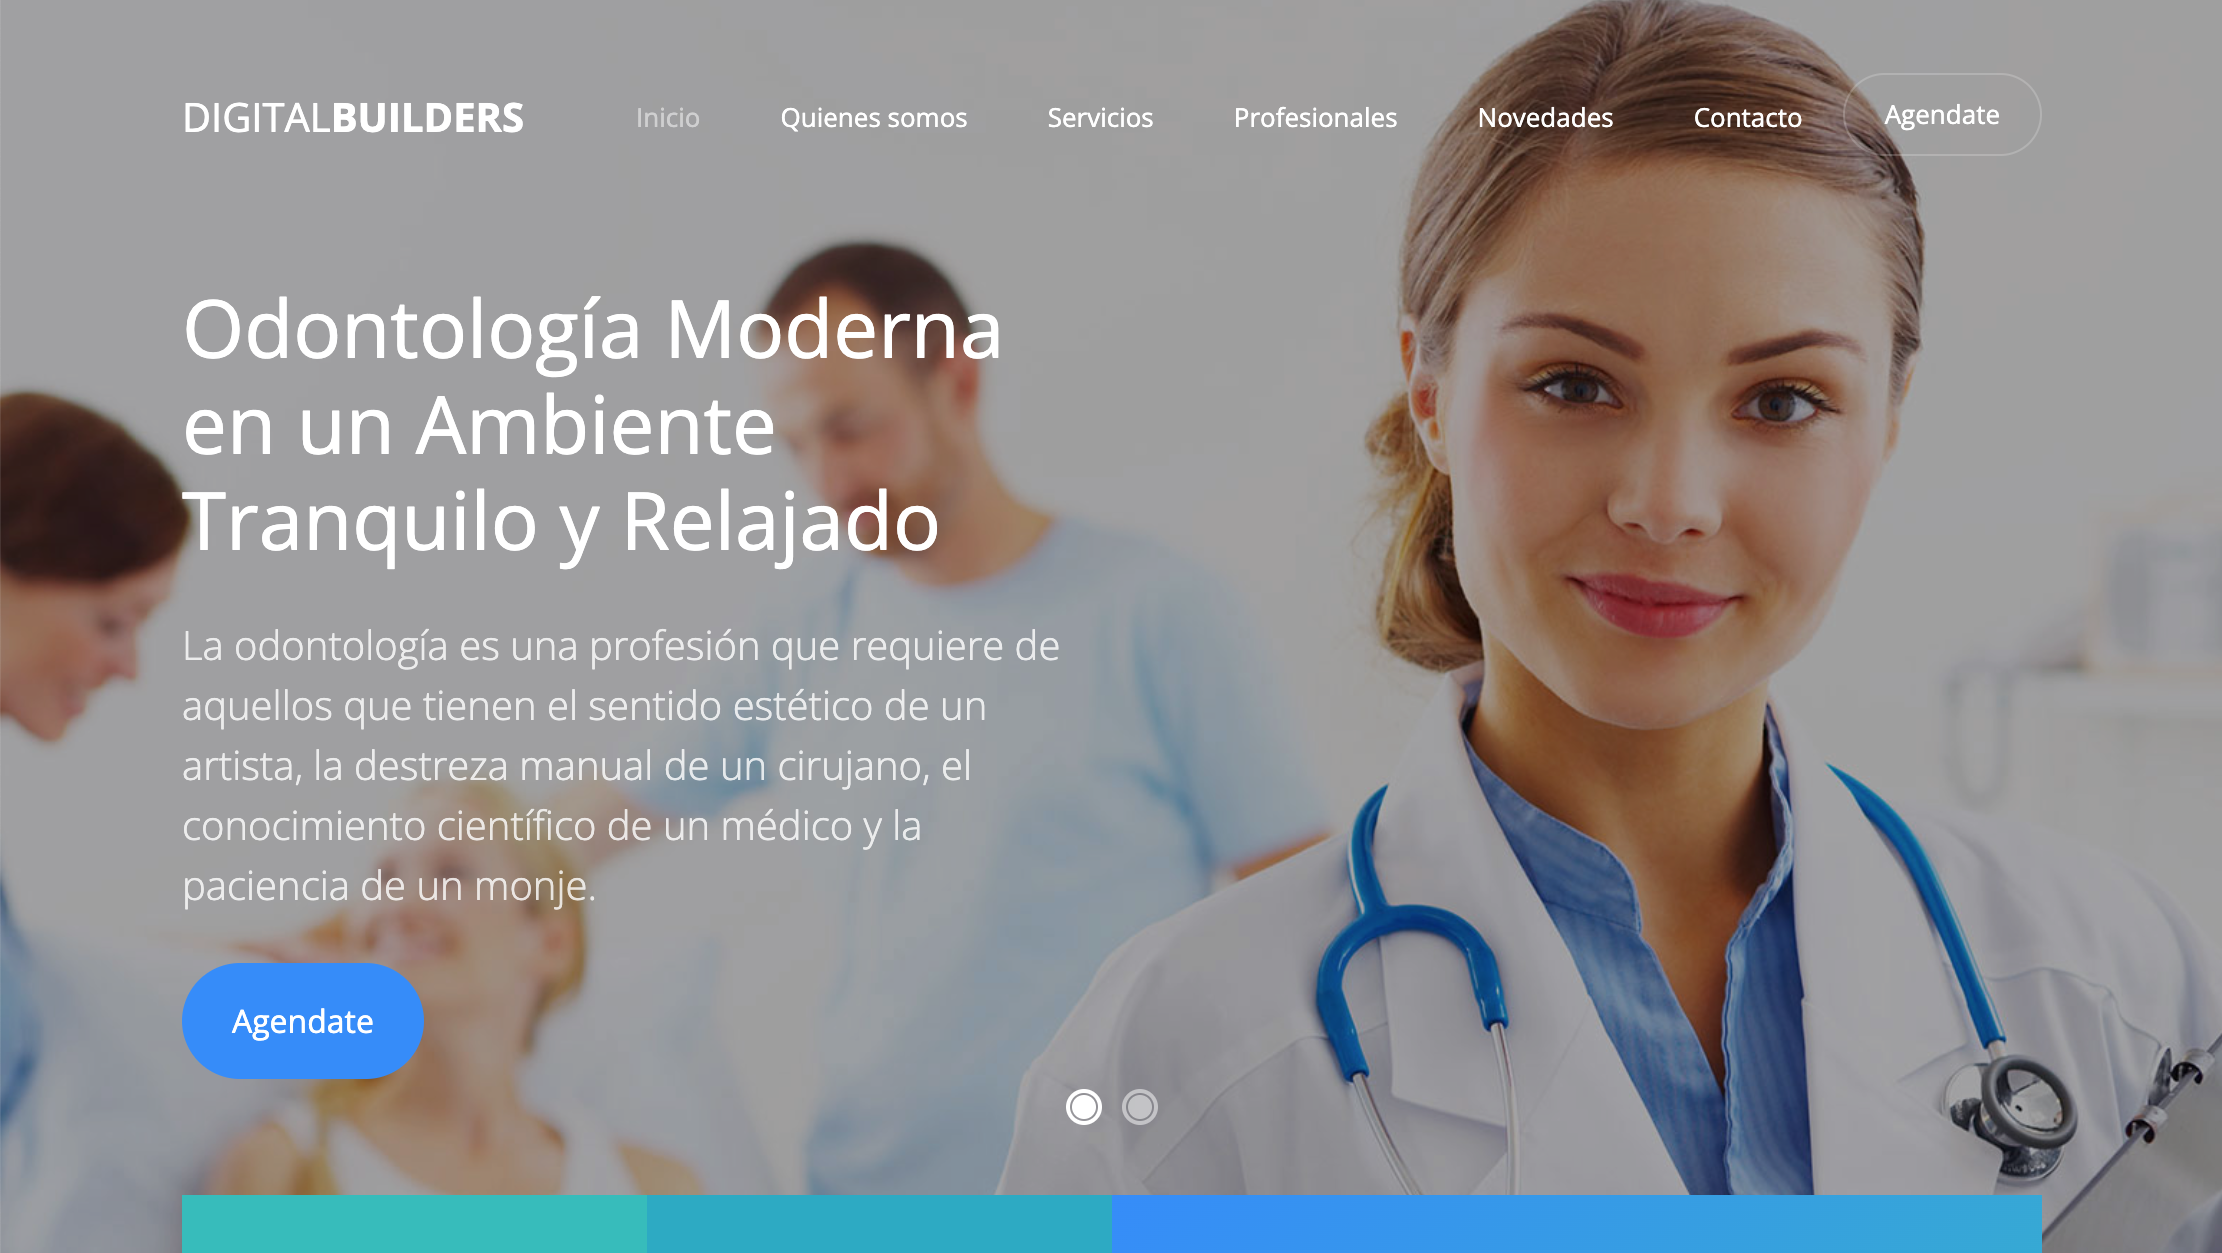 DIGITALBUILDERS
Inicio
Quienes somos
Servicios
Profesionales
Novedades
Contacto
Agendate
Odontología Moderna
en un Ambiente
Tranquilo y Relajado
La odontología es una profesión que requiere de
aquellos que tienen el sentido estético de un
artista, la destreza manual de un cirujano, el
conocimiento científico de un médico y la
paciencia de un monje.
Agendate